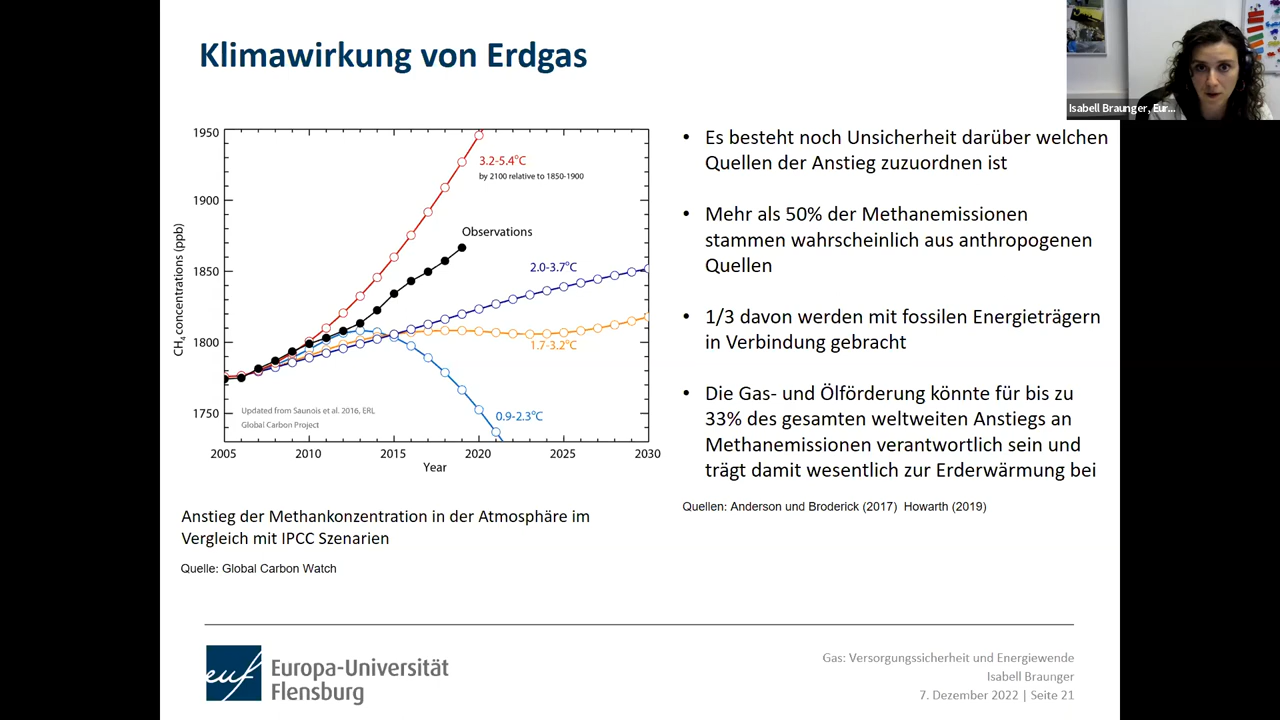 Klimawirkung von Erdgas
Isabell Braunger, Eur...
1950
1900
1850
1800
1750
CH4 concentrations (ppb)
3.2-5.4°C
by 2100 relative to 1850-1900
Observations
2.0-3.7°C
1.7-3.2°C
0.9-2.3°C
Updated from Saunois et al. 2016, ERL
Global Carbon Project
2005 2010 2015 2020 2025 2030
Year
Anstieg der Methankonzentration in der Atmosphäre im
Vergleich mit IPCC Szenarien
Quelle: Global Carbon Watch
• Es besteht noch Unsicherheit darüber welchen
Quellen der Anstieg zuzuordnen ist
• Mehr als 50% der Methanemissionen
stammen wahrscheinlich aus anthropogenen
Quellen
• 1/3 davon werden mit fossilen Energieträgern
in Verbindung gebracht
• Die Gas- und Ölförderung könnte für bis zu
33% des gesamten weltweiten Anstiegs an
Methanemissionen verantwortlich sein und
trägt damit wesentlich zur Erderwärmung bei
Quellen: Anderson und Broderick (2017) Howarth (2019)
euf
Europa-Universität
Flensburg
Gas: Versorgungssicherheit und Energiewende
Isabell Braunger
7. Dezember 2022 | Seite 21